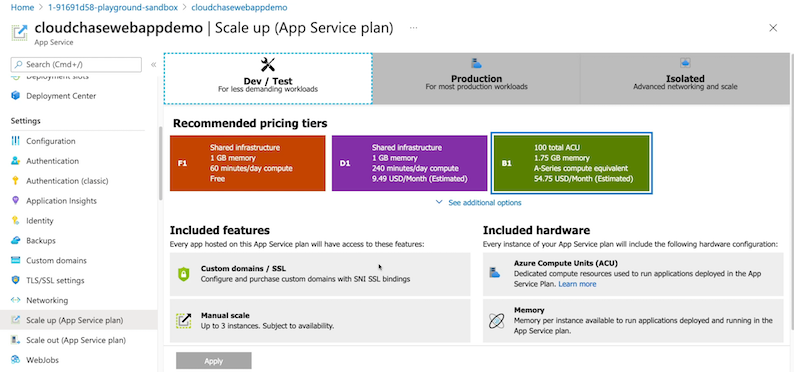 Home > 1-91691d58-playground-sandbox > cloudchasewebappdemo
cloudchasewebappdemo | Scale up (App Service plan) ...
App Service
Search (Cmd+/)
Deployment slots
Deployment Center
Settings
Configuration
Authentication
Authentication (classic)
Application Insights
Identity
Backups
Custom domains
TLS/SSL settings
Networking
Scale up (App Service plan)
Scale out (App Service plan)
WebJobs
Dev / Test
For less demanding workloads
Production
For most production workloads
Isolated
Advanced networking and scale
Recommended pricing tiers
F1
Shared infrastructure
1 GB memory
60 minutes/day compute
Free
D1
Shared infrastructure
1 GB memory
240 minutes/day compute
9.49 USD/Month (Estimated)
B1
100 total ACU
1.75 GB memory
A-Series compute equivalent
54.75 USD/Month (Estimated)
See additional options
Included features
Every app hosted on this App Service plan will have access to these features:
Custom domains / SSL
Configure and purchase custom domains with SNI SSL bindings
Manual scale
Up to 3 instances. Subject to availability.
Included hardware
Every instance of your App Service plan will include the following hardware configuration:
Azure Compute Units (ACU)
Dedicated compute resources used to run applications deployed in the App
Service Plan. Learn more
Memory
Memory per instance available to run applications deployed and running in the
App Service plan.
Apply